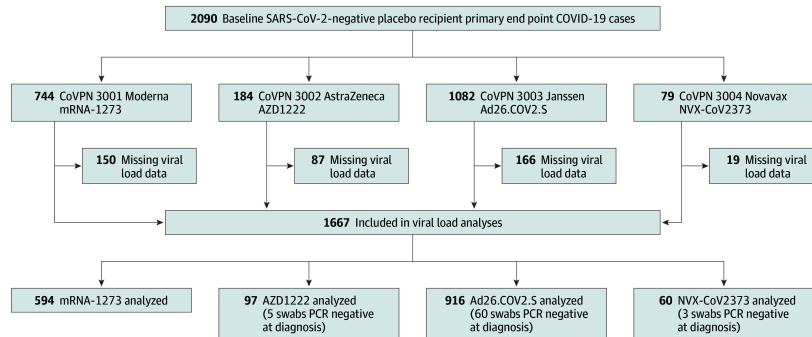 2090 Baseline SARS-CoV-2-negative placebo recipient primary end point COVID-19 cases
744 CoVPN 3001 Moderna
mRNA-1273
184 CoVPN 3002 AstraZeneca
AZD1222
1082 CoVPN 3003 Janssen
Ad26.COV2.S
79 CoVPN 3004 Novavax
NVX-CoV2373
150 Missing viral
load data
87 Missing viral
load data
166 Missing viral
load data
19 Missing viral
load data
1667 Included in viral load analyses
594 mRNA-1273 analyzed
97 AZD1222 analyzed
(5 swabs PCR negative
at diagnosis)
916 Ad26.COV2.S analyzed
(60 swabs PCR negative
at diagnosis)
60 NVX-CoV2373 analyzed
(3 swabs PCR negative
at diagnosis)